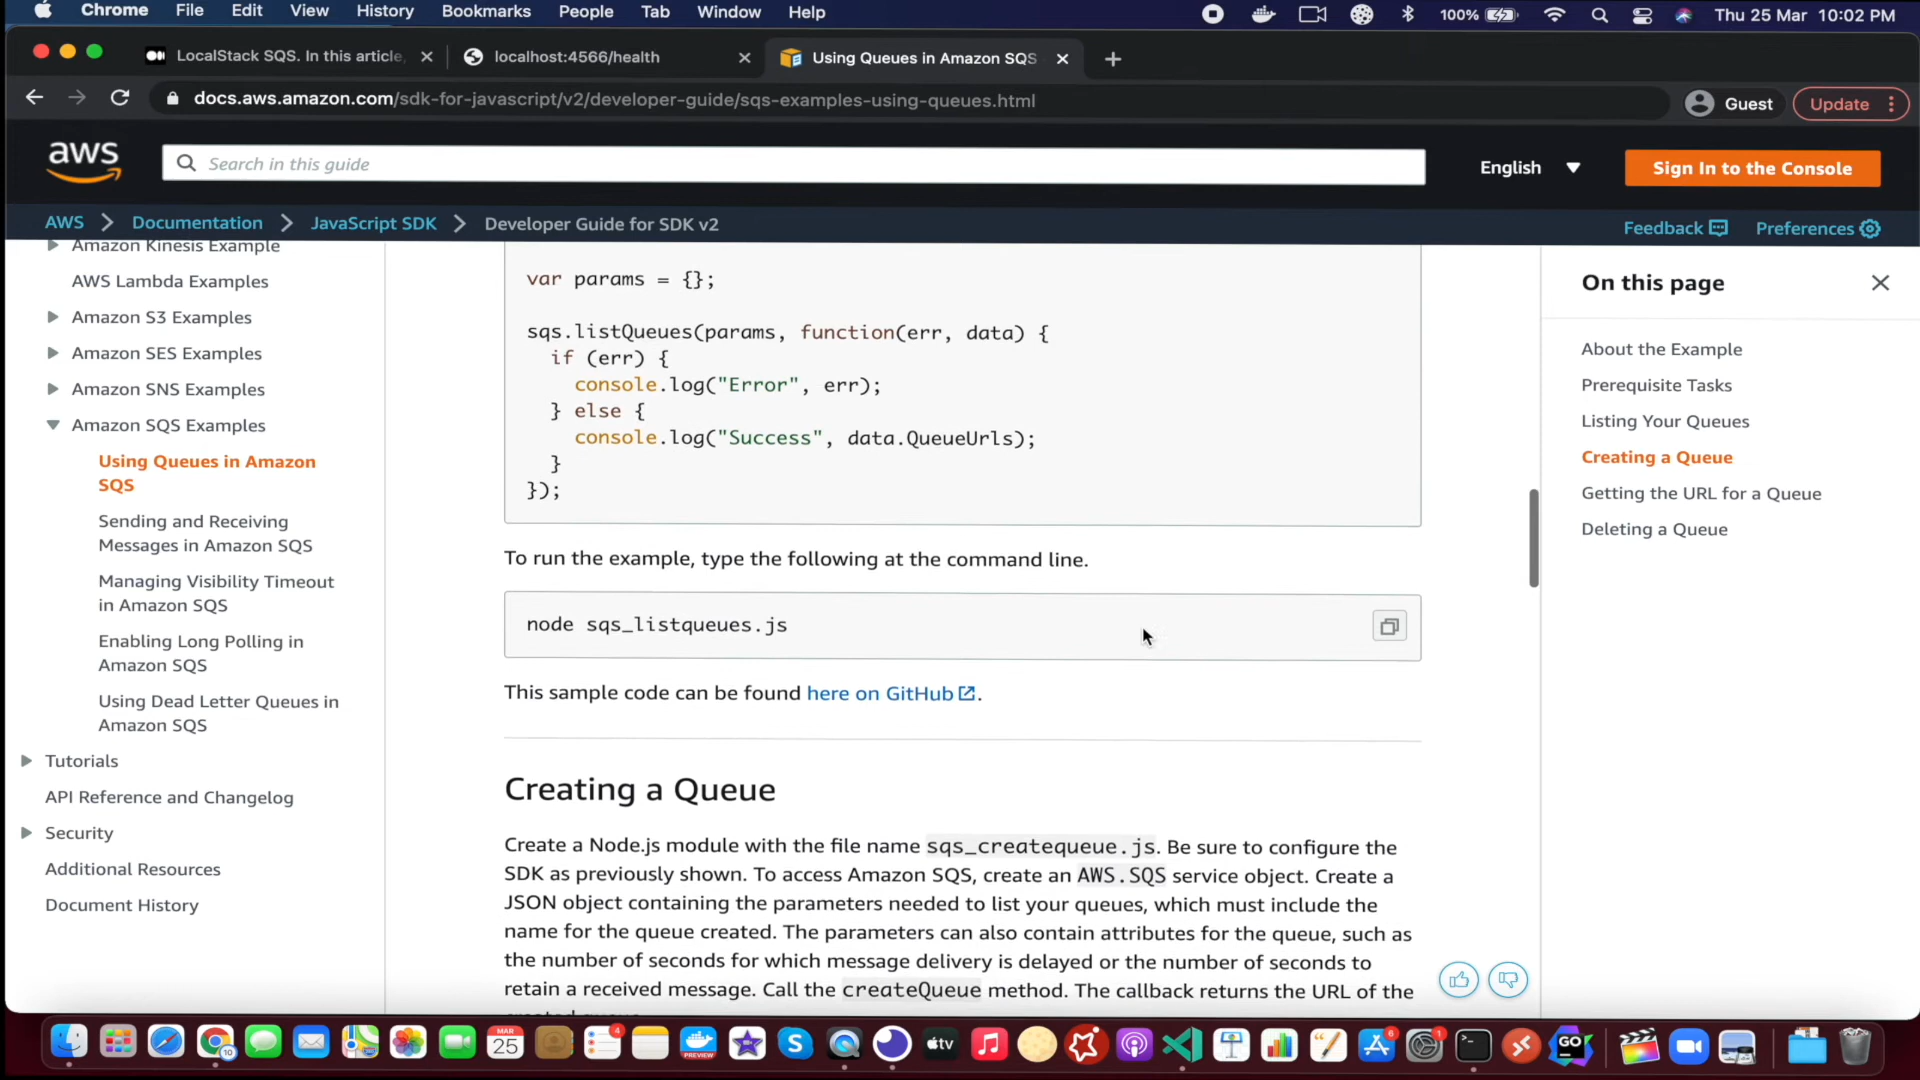 Chrome File Edit View History Bookmarks People Tab Window Help 100% Thu 25 Mar 10:02 PM
LocalStack SQS. In this article, localhost:4566/health Using Queues in Amazon SQS
docs.aws.amazon.com/sdk-for-javascript/v2/developer-guide/sqs-examples-using-queues.html Guest Update
aws Search in this guide English Sign In to the Console
AWS Documentation JavaScript SDK Developer Guide for SDK v2 Feedback Preferences
Amazon Kinesis Example
AWS Lambda Examples
Amazon S3 Examples
Amazon SES Examples
Amazon SNS Examples
Amazon SQS Examples
Using Queues in Amazon
SQS
Sending and Receiving
Messages in Amazon SQS
Managing Visibility Timeout
in Amazon SQS
Enabling Long Polling in
Amazon SQS
Using Dead Letter Queues in
Amazon SQS
Tutorials
API Reference and Changelog
Security
Additional Resources
Document History
var params = {};
sqs.listQueues(params, function(err, data) {
if (err) {
console.log("Error", err);
} else {
console.log("Success", data.QueueUrls);
}
});
To run the example, type the following at the command line.
node sqs_listqueues.js
This sample code can be found here on GitHub.
Creating a Queue
Create a Node.js module with the file name sqs_createqueue.js. Be sure to configure the
SDK as previously shown. To access Amazon SQS, create an AWS.SQS service object. Create a
JSON object containing the parameters needed to list your queues, which must include the
name for the queue created. The parameters can also contain attributes for the queue, such as
the number of seconds for which message delivery is delayed or the number of seconds to
retain a received message. Call the createQueue method. The callback returns the URL of the
On this page
About the Example
Prerequisite Tasks
Listing Your Queues
Creating a Queue
Getting the URL for a Queue
Deleting a Queue
10
MAR
25
4
PREVIEW
tv
6
1
GO